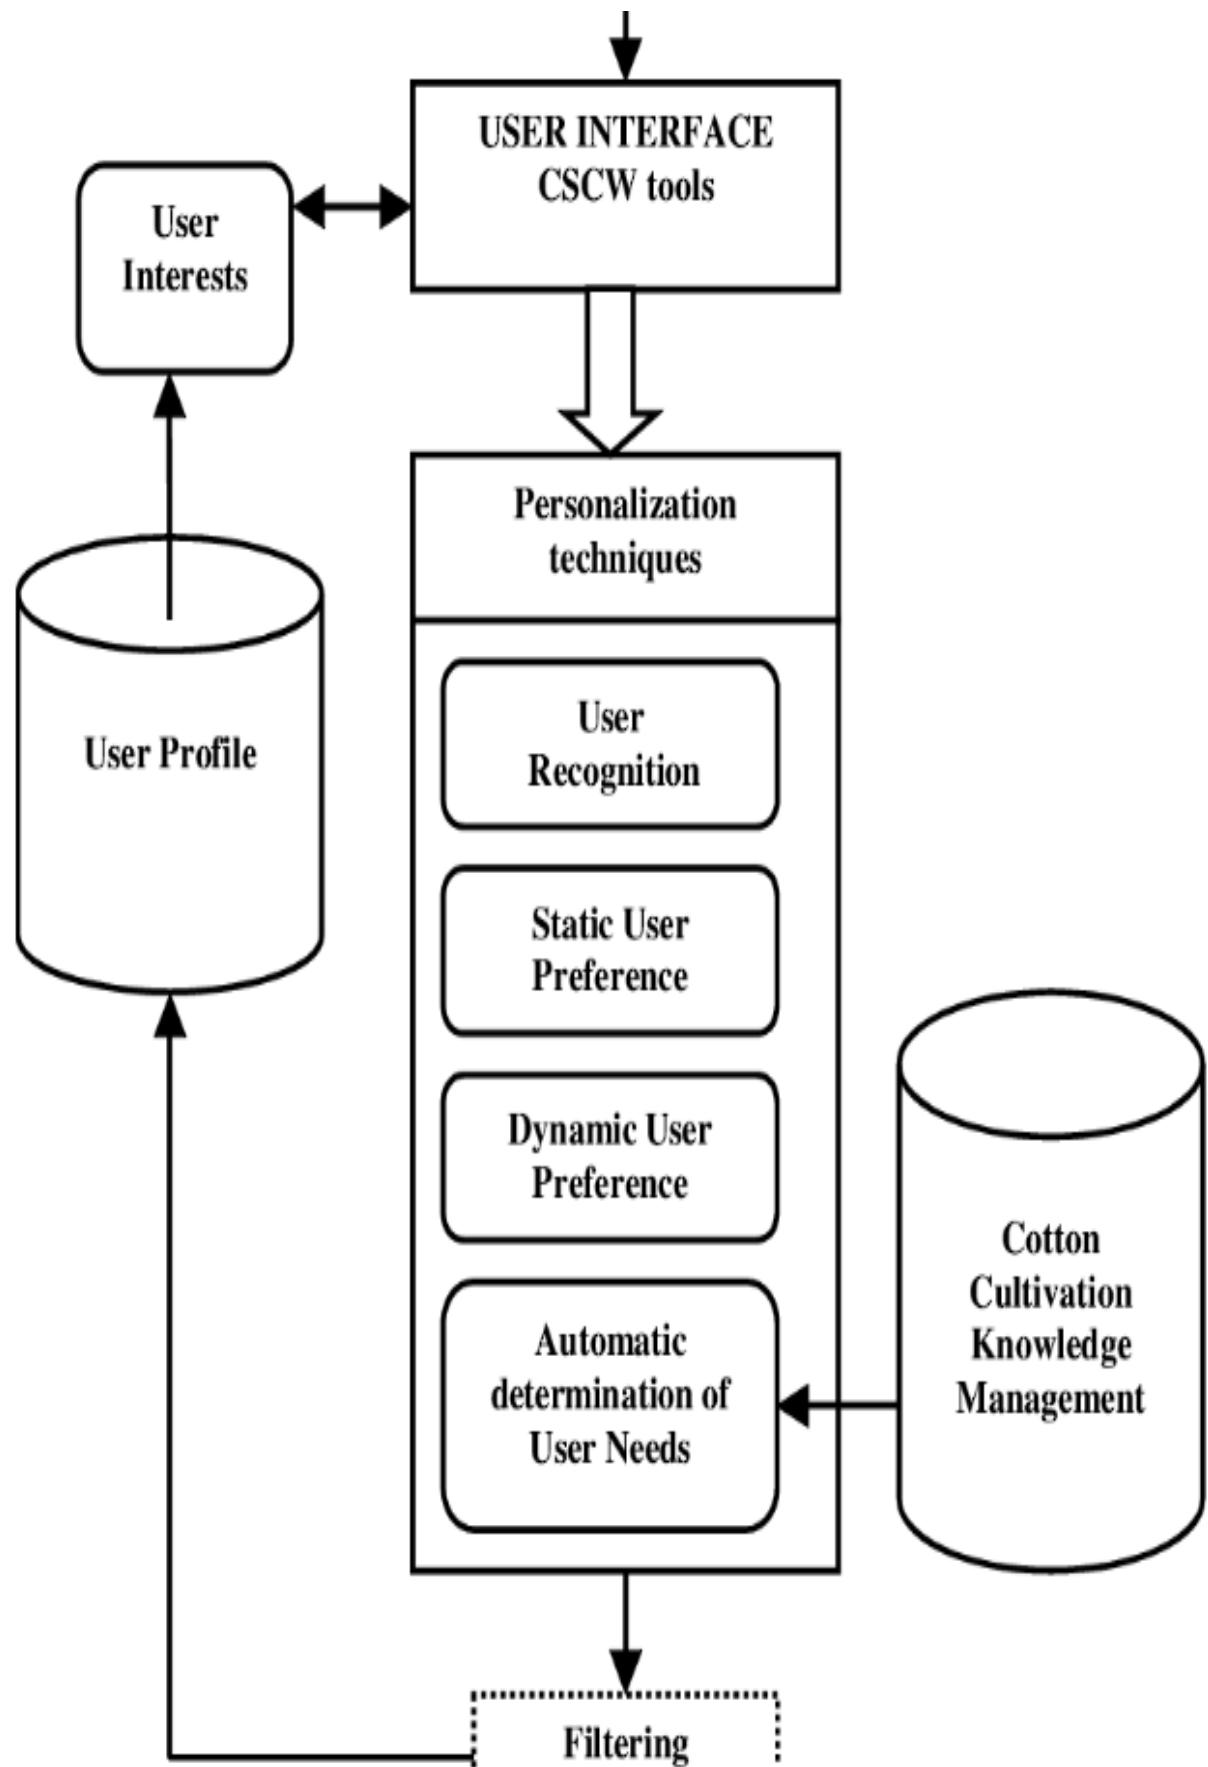 USER INTERFACE
CSCW tools
User
Interests
Personalization
techniques
User Profile
User
Recognition
Static User
Preference
Dynamic User
Preference
Automatic
determination of
User Needs
Cotton
Cultivation
Knowledge
Management
Filtering